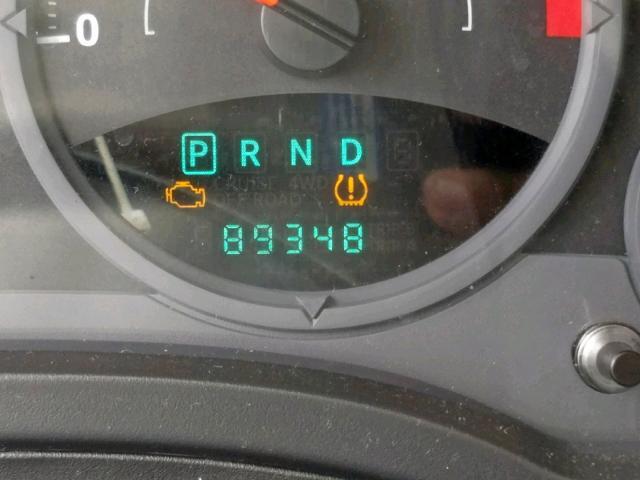 0
P R N D
CRUISE 4WD
OFF ROAD
89348